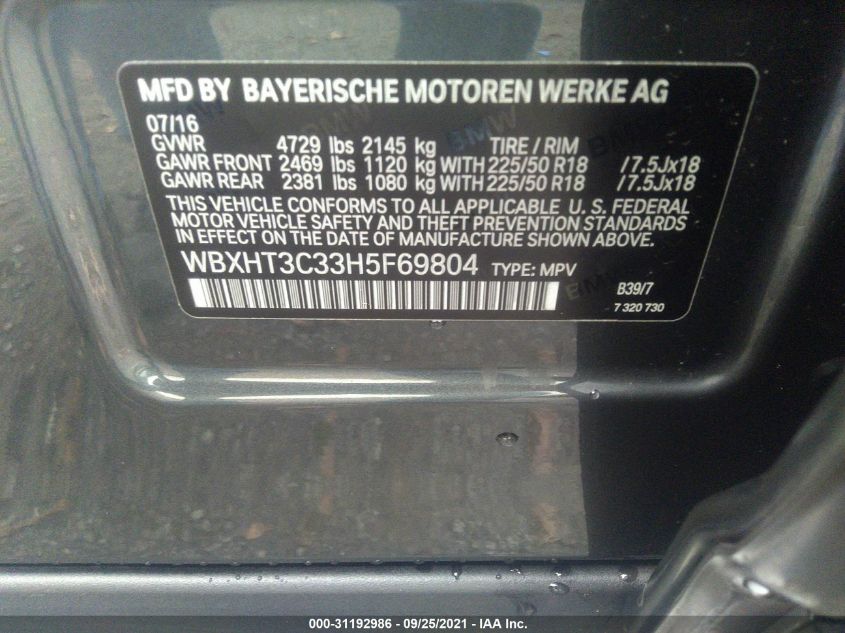 MFD BY BAYERISCHE MOTOREN WERKE AG
07/16
GVWR 4729 lbs 2145 kg TIRE / RIM
GAWR FRONT 2469 lbs 1120 kg WITH 225/50 R18 /7.5Jx18
GAWR REAR 2381 lbs 1080 kg WITH 225/50 R18 /7.5Jx18
THIS VEHICLE CONFORMS TO ALL APPLICABLE U. S. FEDERAL
MOTOR VEHICLE SAFETY AND THEFT PREVENTION STANDARDS
IN EFFECT ON THE DATE OF MANUFACTURE SHOWN ABOVE.
WBXHT3C33H5F69804 TYPE: MPV
B39/7
7 320 730
000-31192986 - 09/25/2021 - IAA Inc.